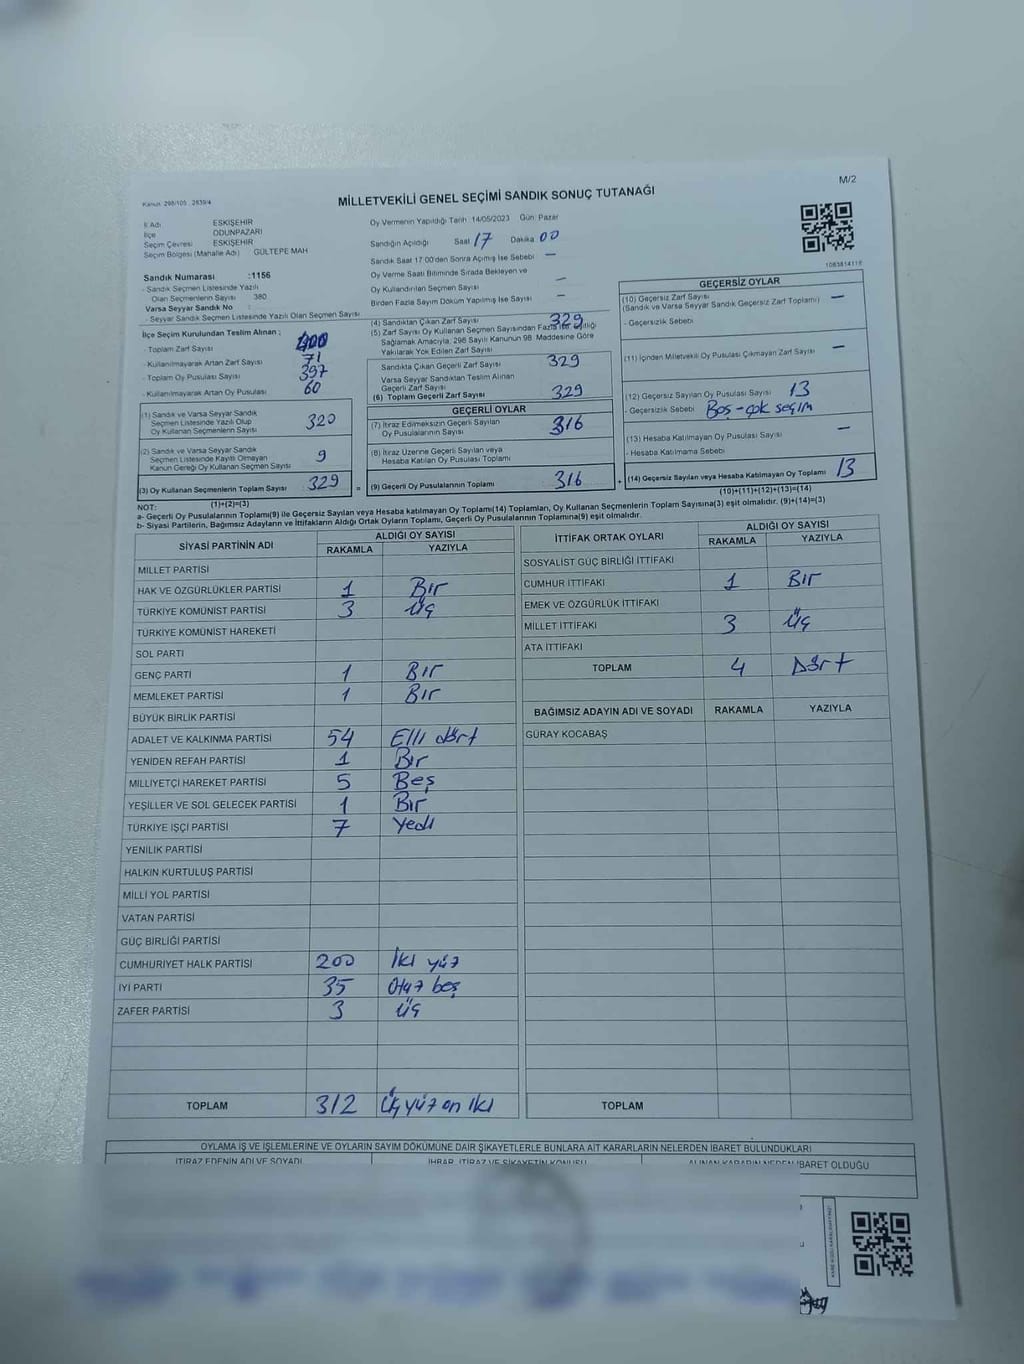 M/2
MİLLETVEKİLİ GENEL SEÇİMİ SANDIK SONUÇ TUTANAĞI
Kanun: 298/105 , 2839/4
İl Adı ESKİŞEHİR
İlçe ODUNPAZARI
Seçim Çevresi ESKİŞEHİR
Seçim Bölgesi (Mahalle Adı) GÜLTEPE MAH
Sandık Numarası :1156
- Sandık Seçmen Listesinde Yazılı
Olan Seçmenlerin Sayısı 380
Varsa Seyyar Sandık No :
- Seyyar Sandık Seçmen Listesinde Yazılı Olan Seçmen Sayısı
Oy Vermenin Yapıldığı Tarih 14/05/2023 Gün: Pazar
Sandığın Açıldığı Saat 17 Dakika 00
Sandık Saat 17.00'den Sonra Açılmış İse Sebebi —
Oy Verme Saati Bitiminde Sırada Bekleyen ve
Oy Kullandırılan Seçmen Sayısı —
Birden Fazla Sayım Döküm Yapılmış İse Sayısı —
İlçe Seçim Kurulundan Teslim Alınan :
- Toplam Zarf Sayısı 400
- Kullanılmayarak Artan Zarf Sayısı 71
- Toplam Oy Pusulası Sayısı 397
- Kullanılmayarak Artan Oy Pusulası 60
(1) Sandık ve Varsa Seyyar Sandık
Seçmen Listesinde Yazılı Olup
Oy Kullanan Seçmenlerin Sayısı 320
(2) Sandık ve Varsa Seyyar Sandık
Seçmen Listesinde Kayıtlı Olmayan
Kanun Gereği Oy Kullanan Seçmen Sayısı 9
(3) Oy Kullanan Seçmenlerin Toplam Sayısı 329
(1)+(2)=(3)
(4) Sandıktan Çıkan Zarf Sayısı 329
(5) Zarf Sayısı Oy Kullanan Seçmen Sayısından Fazla İse Eşitliği
Sağlamak Amacıyla, 298 Sayılı Kanunun 98. Maddesine Göre
Yakılarak Yok Edilen Zarf Sayısı
Sandıkta Çıkan Geçerli Zarf Sayısı 329
Varsa Seyyar Sandıktan Teslim Alınan
Geçerli Zarf Sayısı
(6) Toplam Geçerli Zarf Sayısı 329
GEÇERLİ OYLAR
(7) İtiraz Edilmeksizin Geçerli Sayılan
Oy Pusulalarının Sayısı 316
(8) İtiraz Üzerine Geçerli Sayılan veya
Hesaba Katılan Oy Pusulası Toplamı
= (9) Geçerli Oy Pusulalarının Toplamı 316
1083814116
GEÇERSİZ OYLAR
(10) Geçersiz Zarf Sayısı
(Sandık ve Varsa Seyyar Sandık Geçersiz Zarf Toplamı) —
- Geçersizlik Sebebi
(11) İçinden Milletvekili Oy Pusulası Çıkmayan Zarf Sayısı —
(12) Geçersiz Sayılan Oy Pusulası Sayısı 13
- Geçersizlik Sebebi Boş - çok seçim
(13) Hesaba Katılmayan Oy Pusulası Sayısı —
- Hesaba Katılmama Sebebi
+ (14) Geçersiz Sayılan veya Hesaba Katılmayan Oy Toplamı 13
(10)+(11)+(12)+(13)=(14)
NOT:
a- Geçerli Oy Pusulaları(9) ile Geçersiz Sayılan veya Hesaba katılmayan Oy Toplamı(14) Toplamları, Oy Kullanan Seçmenlerin Toplam Sayısına(3) eşit olmalıdır. (9)+(14)=(3)
b- Siyasi Partilerin, Bağımsız Adayların ve İttifakların Aldığı Ortak Oyların Toplamı, Geçerli Oy Pusulalarının Toplamına(9) eşit olmalıdır.
SİYASİ PARTİNİN ADI ALDIĞI OY SAYISI
RAKAMLA YAZIYLA
MİLLET PARTİSİ
HAK VE ÖZGÜRLÜKLER PARTİSİ 1 Bir
TÜRKİYE KOMÜNİST PARTİSİ 3 Üç
TÜRKİYE KOMÜNİST HAREKETİ
SOL PARTİ
GENÇ PARTİ 1 Bir
MEMLEKET PARTİSİ 1 Bir
BÜYÜK BİRLİK PARTİSİ
ADALET VE KALKINMA PARTİSİ 54 Elli dört
YENİDEN REFAH PARTİSİ 1 Bir
MİLLİYETÇİ HAREKET PARTİSİ 5 Beş
YEŞİLLER VE SOL GELECEK PARTİSİ 1 Bir
TÜRKİYE İŞÇİ PARTİSİ 7 Yedi
YENİLİK PARTİSİ
HALKIN KURTULUŞ PARTİSİ
MİLLİ YOL PARTİSİ
VATAN PARTİSİ
GÜÇ BİRLİĞİ PARTİSİ
CUMHURİYET HALK PARTİSİ 200 İki yüz
İYİ PARTİ 35 Otuz beş
ZAFER PARTİSİ 3 üç
TOPLAM 312 Üç yüz on iki
İTTİFAK ORTAK OYLARI ALDIĞI OY SAYISI
RAKAMLA YAZIYLA
SOSYALİST GÜÇ BİRLİĞİ İTTİFAKI
CUMHUR İTTİFAKI 1 Bir
EMEK VE ÖZGÜRLÜK İTTİFAKI
MİLLET İTTİFAKI 3 Üç
ATA İTTİFAKI
TOPLAM 4 Dört
BAĞIMSIZ ADAYIN ADI VE SOYADI RAKAMLA YAZIYLA
GÜRAY KOCABAŞ
TOPLAM
OYLAMA İŞ VE İŞLEMLERİNE VE OYLARIN SAYIM DÖKÜMÜNE DAİR ŞİKAYETLERLE BUNLARA AİT KARARLARIN NELERDEN İBARET BULUNDUKLARI
İTİRAZ EDENİN ADI VE SOYADI İHBAR, İTİRAZ VE ŞİKAYETİN KONUSU ALINAN KARARIN NEDEN İBARET OLDUĞU